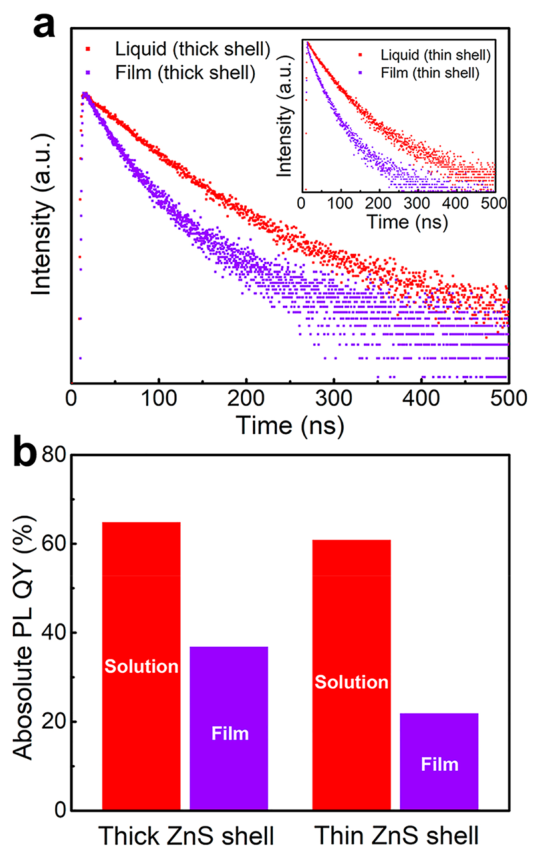 a
Liquid (thick shell)
Film (thick shell)
Intensity (a.u.)
0
100
200
300
400
500
Time (ns)
Liquid (thin shell)
Film (thin shell)
Intensity (a.u.)
0
100
200
300
400
500
Time (ns)
b
Abosolute PL QY (%)
80
60
40
20
0
Solution
Film
Solution
Film
Thick ZnS shell
Thin ZnS shell